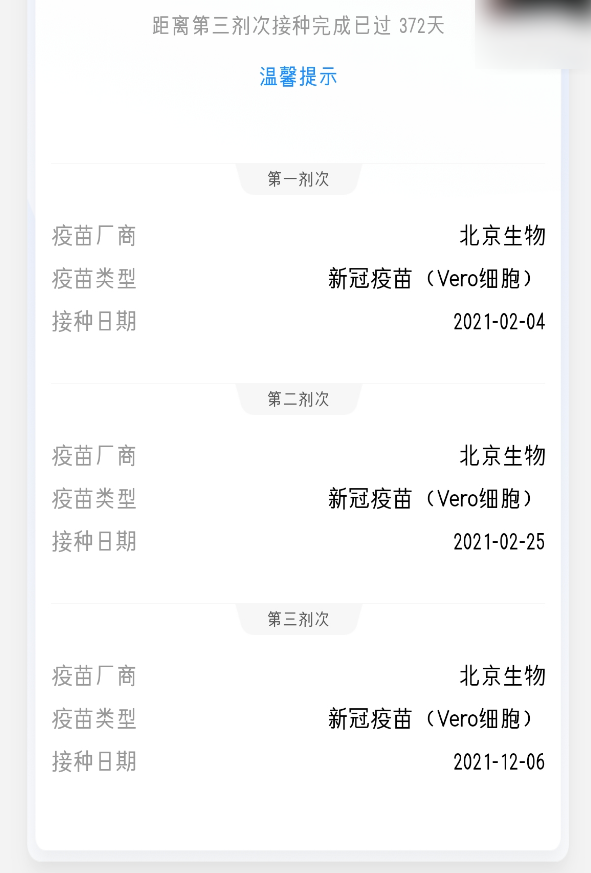 距离第三剂次接种完成已过 372天
温馨提示
第一剂次
疫苗厂商 北京生物
疫苗类型 新冠疫苗（Vero细胞）
接种日期 2021-02-04
第二剂次
疫苗厂商 北京生物
疫苗类型 新冠疫苗（Vero细胞）
接种日期 2021-02-25
第三剂次
疫苗厂商 北京生物
疫苗类型 新冠疫苗（Vero细胞）
接种日期 2021-12-06